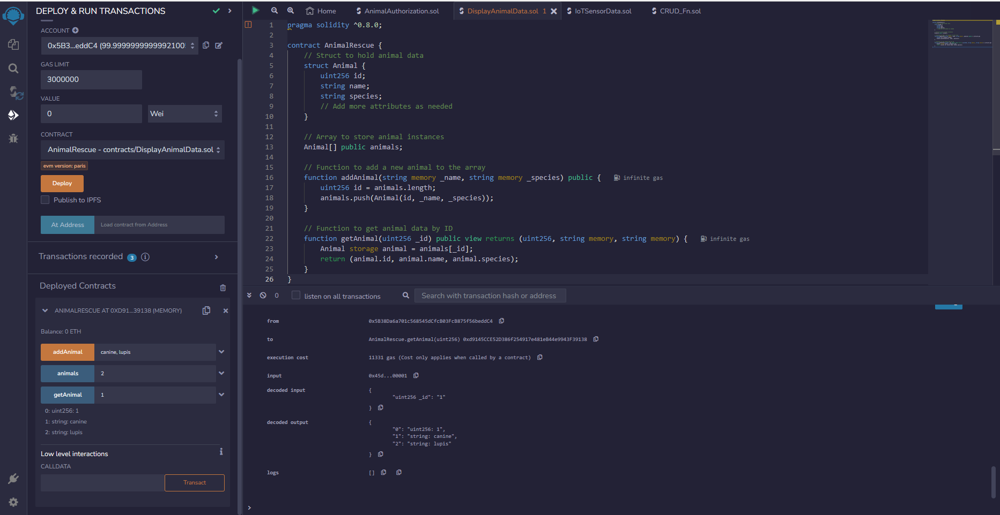 DEPLOY & RUN TRANSACTIONS
ACCOUNT
0x5B3...eddC4 (99.99999999999992100
GAS LIMIT
3000000
VALUE
0
Wei
CONTRACT
AnimalRescue - contracts/DisplayAnimalData.sol
evm version: paris
Deploy
Publish to IPFS
At Address
Load contract from Address
Transactions recorded 3 i
Deployed Contracts
ANIMALRESCUE AT 0XD91...39138 (MEMORY)
Balance: 0 ETH
addAnimal canine, lupis
animals 2
getAnimal 1
0: uint256: 1
1: string: canine
2: string: lupis
Low level interactions
CALLDATA
Transact
Home
AnimalAuthorization.sol
DisplayAnimalData.sol 1
IoTSensorData.sol
CRUD_Fn.sol
1 pragma solidity ^0.8.0;
2
3 contract AnimalRescue {
4 // Struct to hold animal data
5 struct Animal {
6 uint256 id;
7 string name;
8 string species;
9 // Add more attributes as needed
10 }
11
12 // Array to store animal instances
13 Animal[] public animals;
14
15 // Function to add a new animal to the array
16 function addAnimal(string memory _name, string memory _species) public { infinite gas
17 uint256 id = animals.length;
18 animals.push(Animal(id, _name, _species));
19 }
20
21 // Function to get animal data by ID
22 function getAnimal(uint256 _id) public view returns (uint256, string memory, string memory) { infinite gas
23 Animal storage animal = animals[_id];
24 return (animal.id, animal.name, animal.species);
25 }
26 }
0
listen on all transactions
Search with transaction hash or address
from 0x5B38Da6a701c568545dCfcB03FcB875f56beddC4
to AnimalRescue.getAnimal(uint256) 0xd9145CCE52D386f254917e481eB44e9943F39138
execution cost 11331 gas (Cost only applies when called by a contract)
input 0x45d...00001
decoded input {
"uint256 _id": "1"
}
decoded output {
"0": "uint256: 1",
"1": "string: canine",
"2": "string: lupis"
}
logs []
>